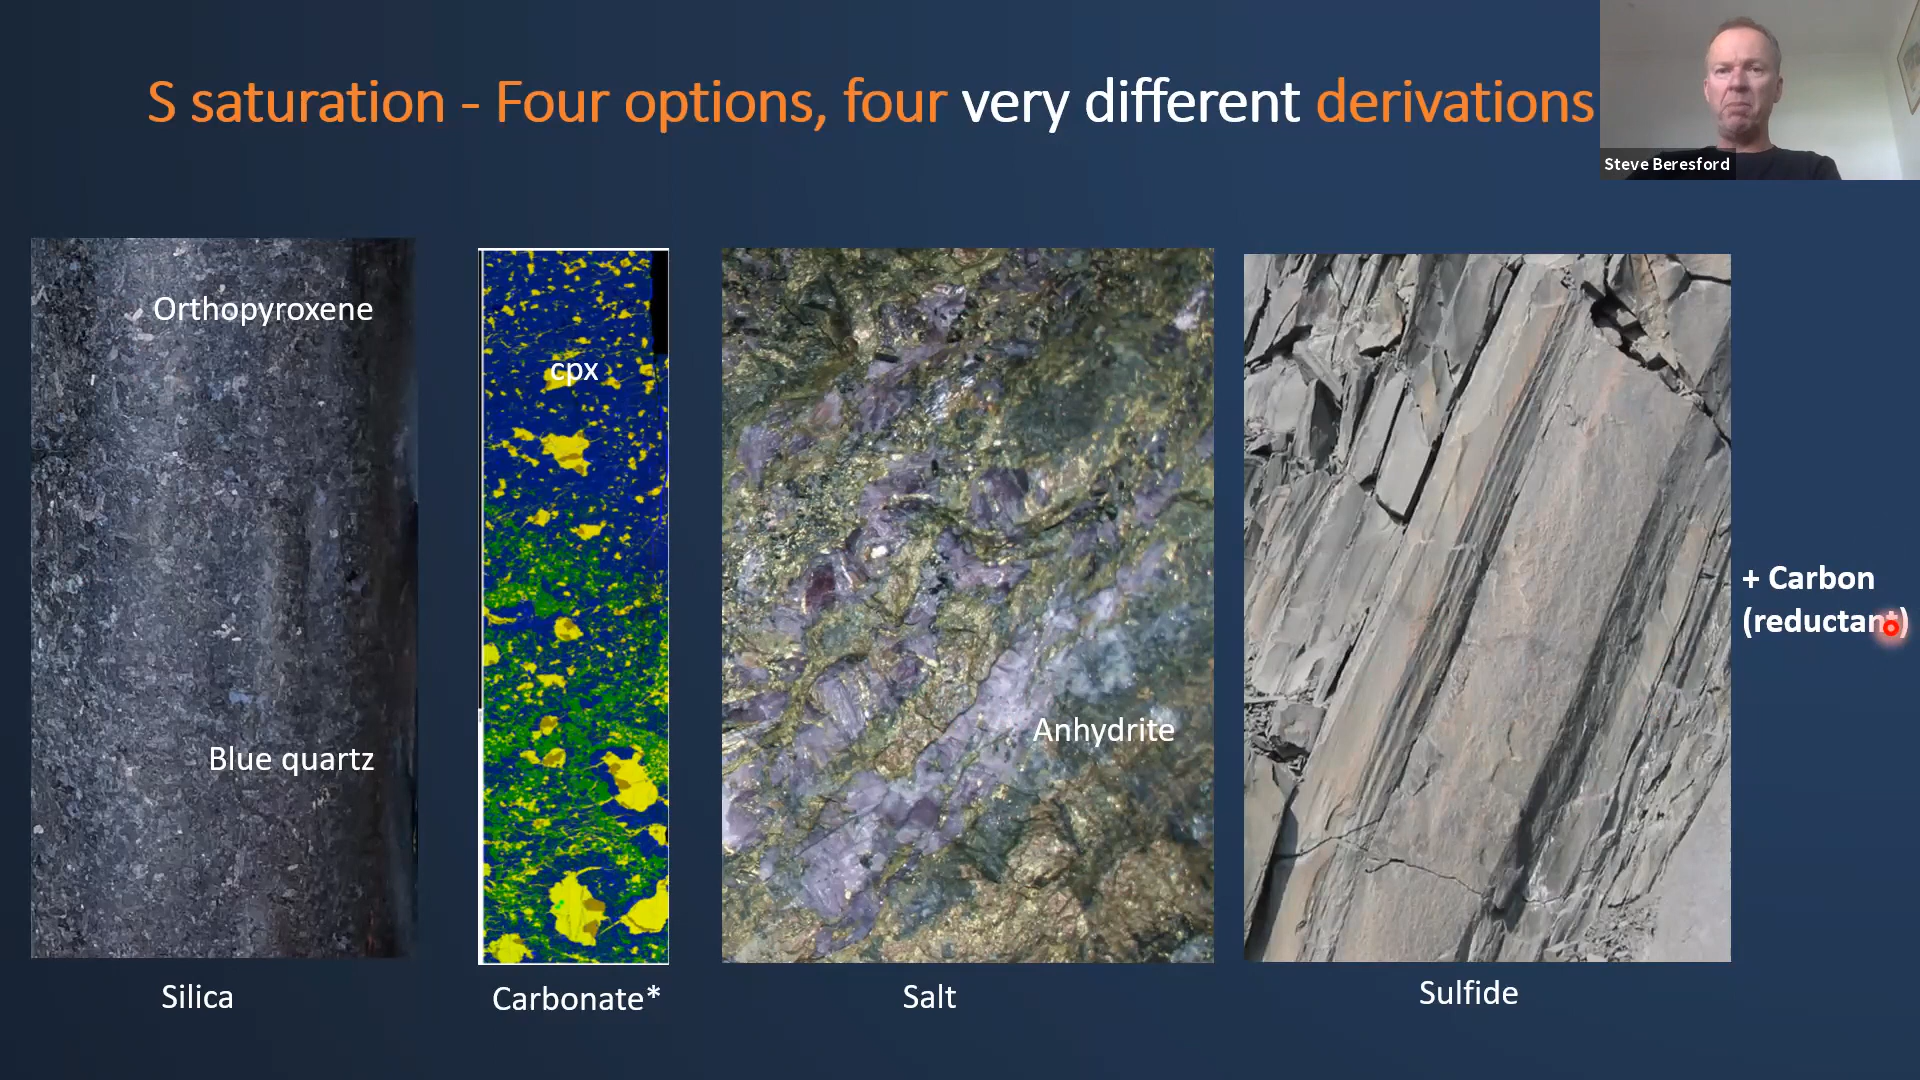 S saturation - Four options, four very different derivations
Steve Beresford
Orthopyroxene
cpx
Blue quartz
Anhydrite
+ Carbon
(reductant)
Silica
Carbonate*
Salt
Sulfide